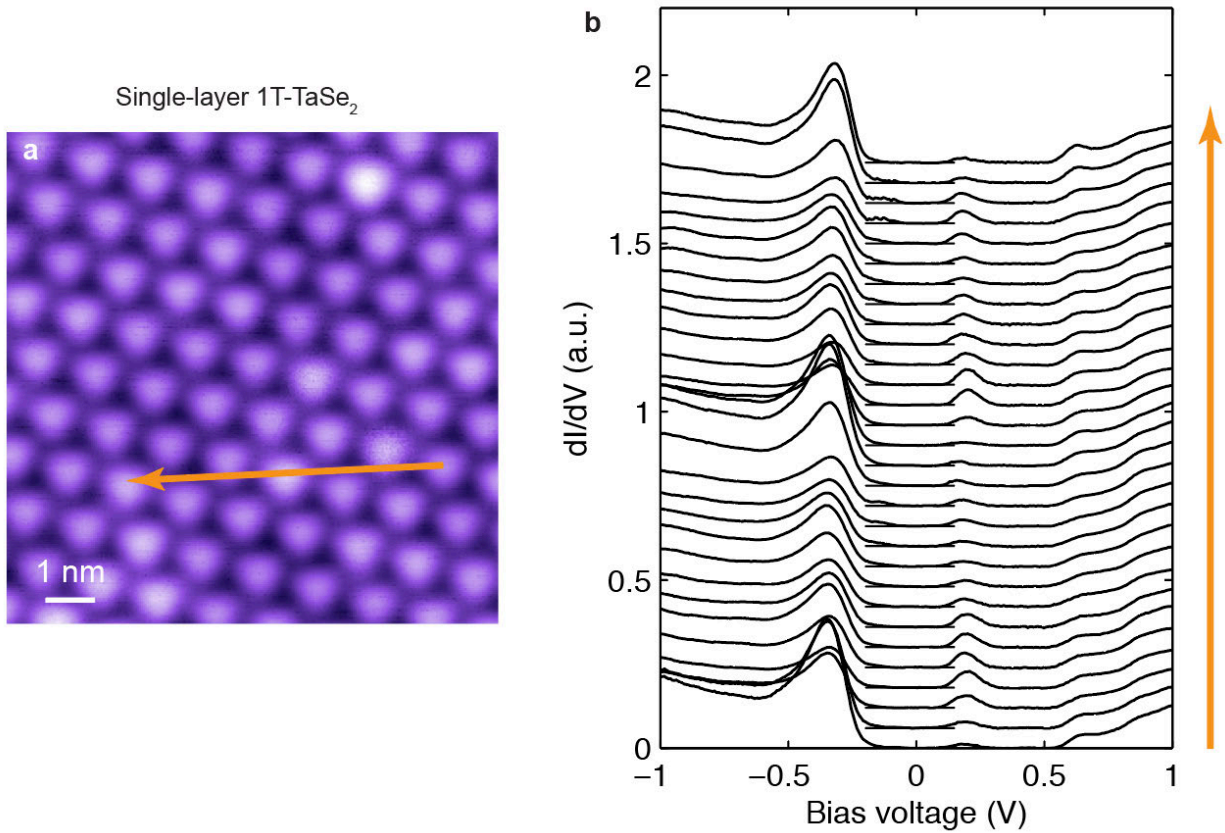 Single-layer 1T-TaSe₂
a
1 nm
b
dI/dV (a.u.)
2
1.5
1
0.5
0
−1
−0.5
0
0.5
1
Bias voltage (V)